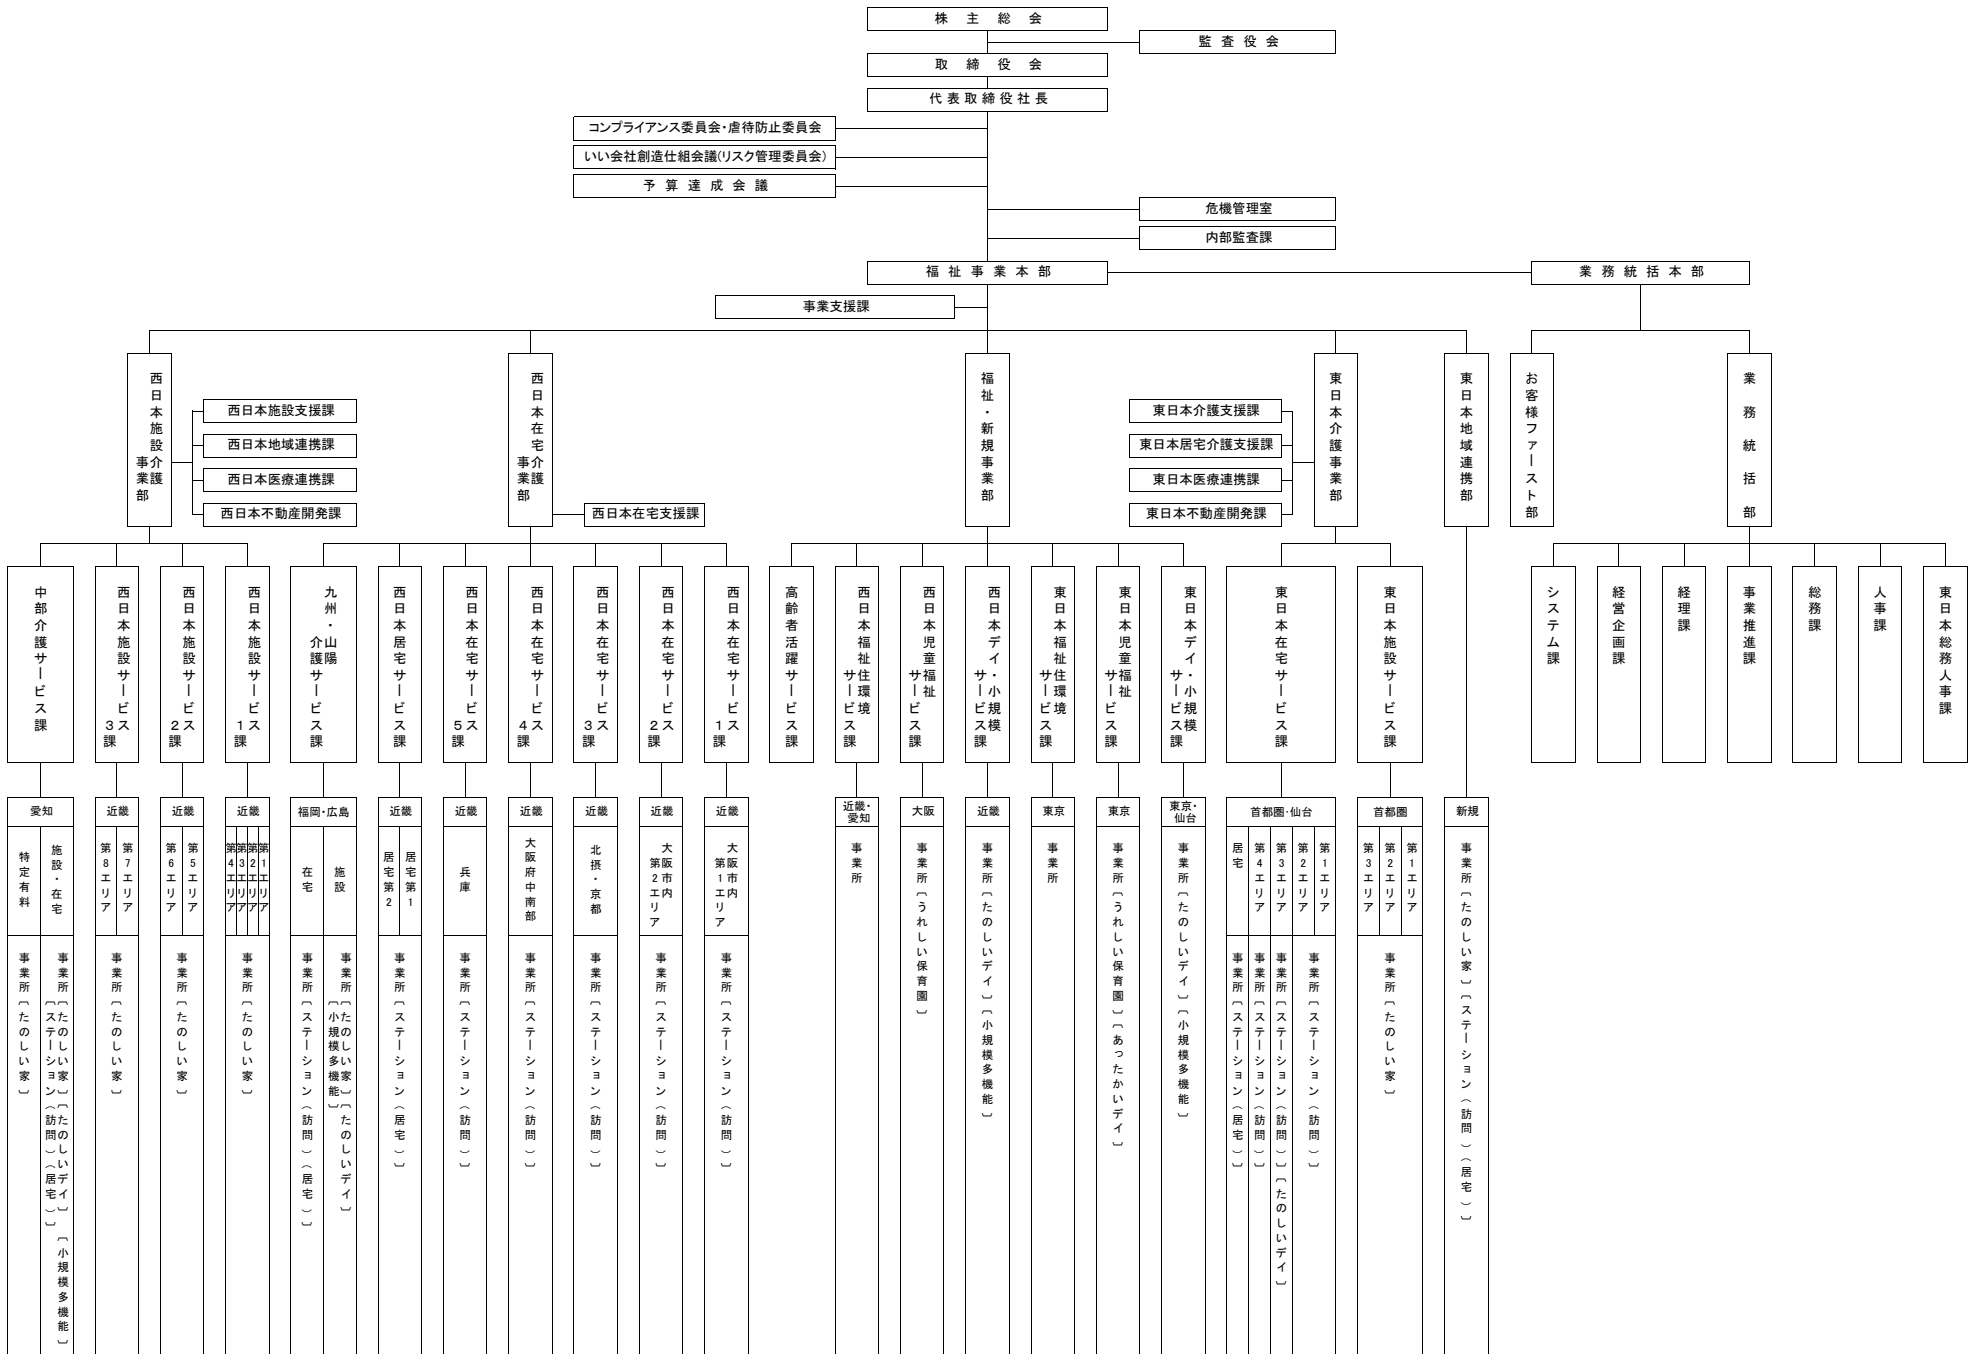 株主総会
監査役会
取締役会
代表取締役社長
コンプライアンス委員会・虐待防止委員会
いい会社創造仕組会議(リスク管理委員会)
予算達成会議
危機管理室
内部監査課
福祉事業本部
業務統括本部
事業支援課
西日本施設介護
事業部
西日本施設支援課
西日本地域連携課
西日本医療連携課
西日本不動産開発課
西日本在宅介護
事業部
西日本在宅支援課
福祉・新規事業部
東日本介護支援課
東日本居宅介護支援課
東日本医療連携課
東日本不動産開発課
東日本介護事業部
東日本地域連携部
お客様ファースト部
業務統括部
中部介護サービス課
西日本施設サービス
3課
西日本施設サービス
2課
西日本施設サービス
1課
九州・山陽
介護サービス課
西日本居宅サービス課
西日本在宅サービス
5課
西日本在宅サービス
4課
西日本在宅サービス
3課
西日本在宅サービス
2課
西日本在宅サービス
1課
高齢者活躍サービス課
西日本福祉住環境
サービス課
西日本児童福祉
サービス課
西日本デイ・小規模
サービス課
東日本福祉住環境
サービス課
東日本児童福祉
サービス課
東日本デイ・小規模
サービス課
東日本在宅サービス課
東日本施設サービス課
システム課
経営企画課
経理課
事業推進課
総務課
人事課
東日本総務人事課
愛知
近畿
近畿
近畿
福岡・広島
近畿
兵庫
近畿
近畿
近畿
近畿
近畿・
愛知
大阪
近畿
東京
東京
東京・
仙台
首都圏・仙台
首都圏
新規
特定有料
施設・在宅
第8エリア
第7エリア
第6エリア
第5エリア
第4エリア
第3エリア
第2エリア
第1エリア
在宅
施設
居宅第2
居宅第1
兵庫
大阪府中南部
北摂・京都
大阪市内
第2エリア
大阪市内
第1エリア
事業所
事業所〔うれしい保育園〕
事業所〔たのしいデイ〕〔小規模多機能〕
事業所
事業所〔うれしい保育園〕〔あったかいデイ〕
事業所〔たのしいデイ〕〔小規模多機能〕
居宅
第4エリア
第3エリア
第2エリア
第1エリア
第3エリア
第2エリア
第1エリア
事業所〔たのしい家〕〔ステーション(訪問)(居宅)〕
事業所〔たのしい家〕
事業所〔たのしい家〕〔たのしいデイ〕〔小規模多機能〕
〔ステーション(訪問)(居宅)〕
事業所〔たのしい家〕
事業所〔たのしい家〕
事業所〔たのしい家〕
事業所〔ステーション(訪問)(居宅)〕
事業所〔たのしい家〕〔たのしいデイ〕
〔小規模多機能〕
事業所〔ステーション(居宅)〕
事業所〔ステーション(訪問)〕
事業所〔ステーション(訪問)〕
事業所〔ステーション(訪問)〕
事業所〔ステーション(訪問)〕
事業所〔ステーション(訪問)〕
事業所〔ステーション(居宅)〕
事業所〔ステーション(訪問)〕
事業所〔ステーション(訪問)〕〔たのしいデイ〕
事業所〔ステーション(訪問)〕
事業所〔たのしい家〕